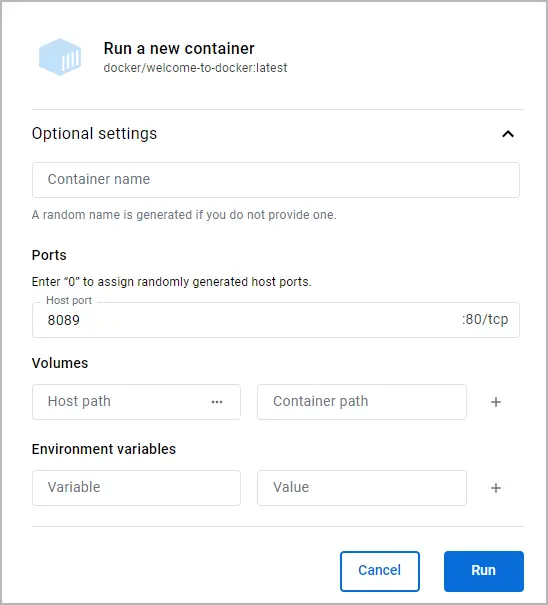 Run a new container
docker/welcome-to-docker:latest
Optional settings
Container name
A random name is generated if you do not provide one.
Ports
Enter “0” to assign randomly generated host ports.
Host port
8089 :80/tcp
Volumes
Host path ••• Container path +
Environment variables
Variable Value +
Cancel Run